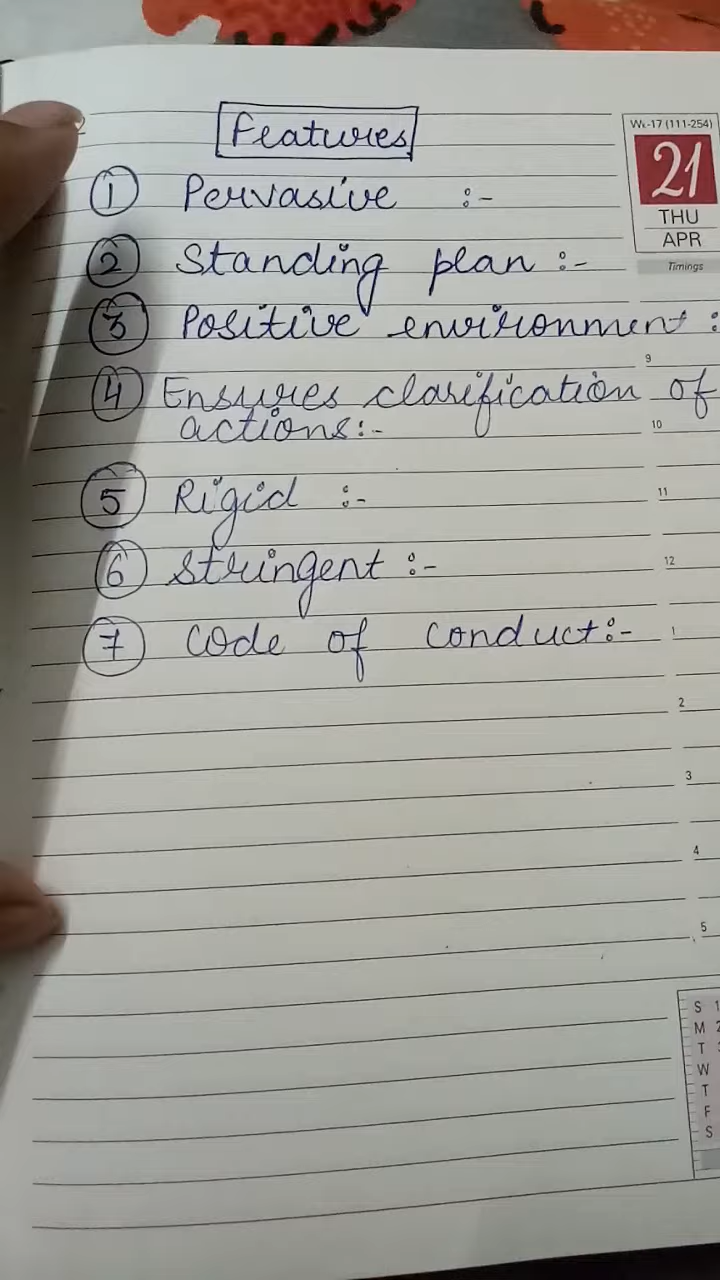 Features
Wk-17 (111-254)
21
THU
APR
Timings
① Pervasive :-
② Standing plan :-
③ Positive environment :
④ Ensures clarification of
actions:-
⑤ Rigid :-
⑥ Stringent :-
⑦ Code of conduct:-
9
10
11
12
1
2
3
4
5
S 1
M 2
T
W
T
F
S